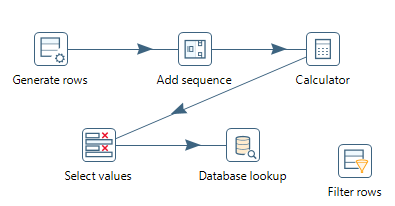 Generate rows
Add sequence
Calculator
Select values
Database lookup
Filter rows